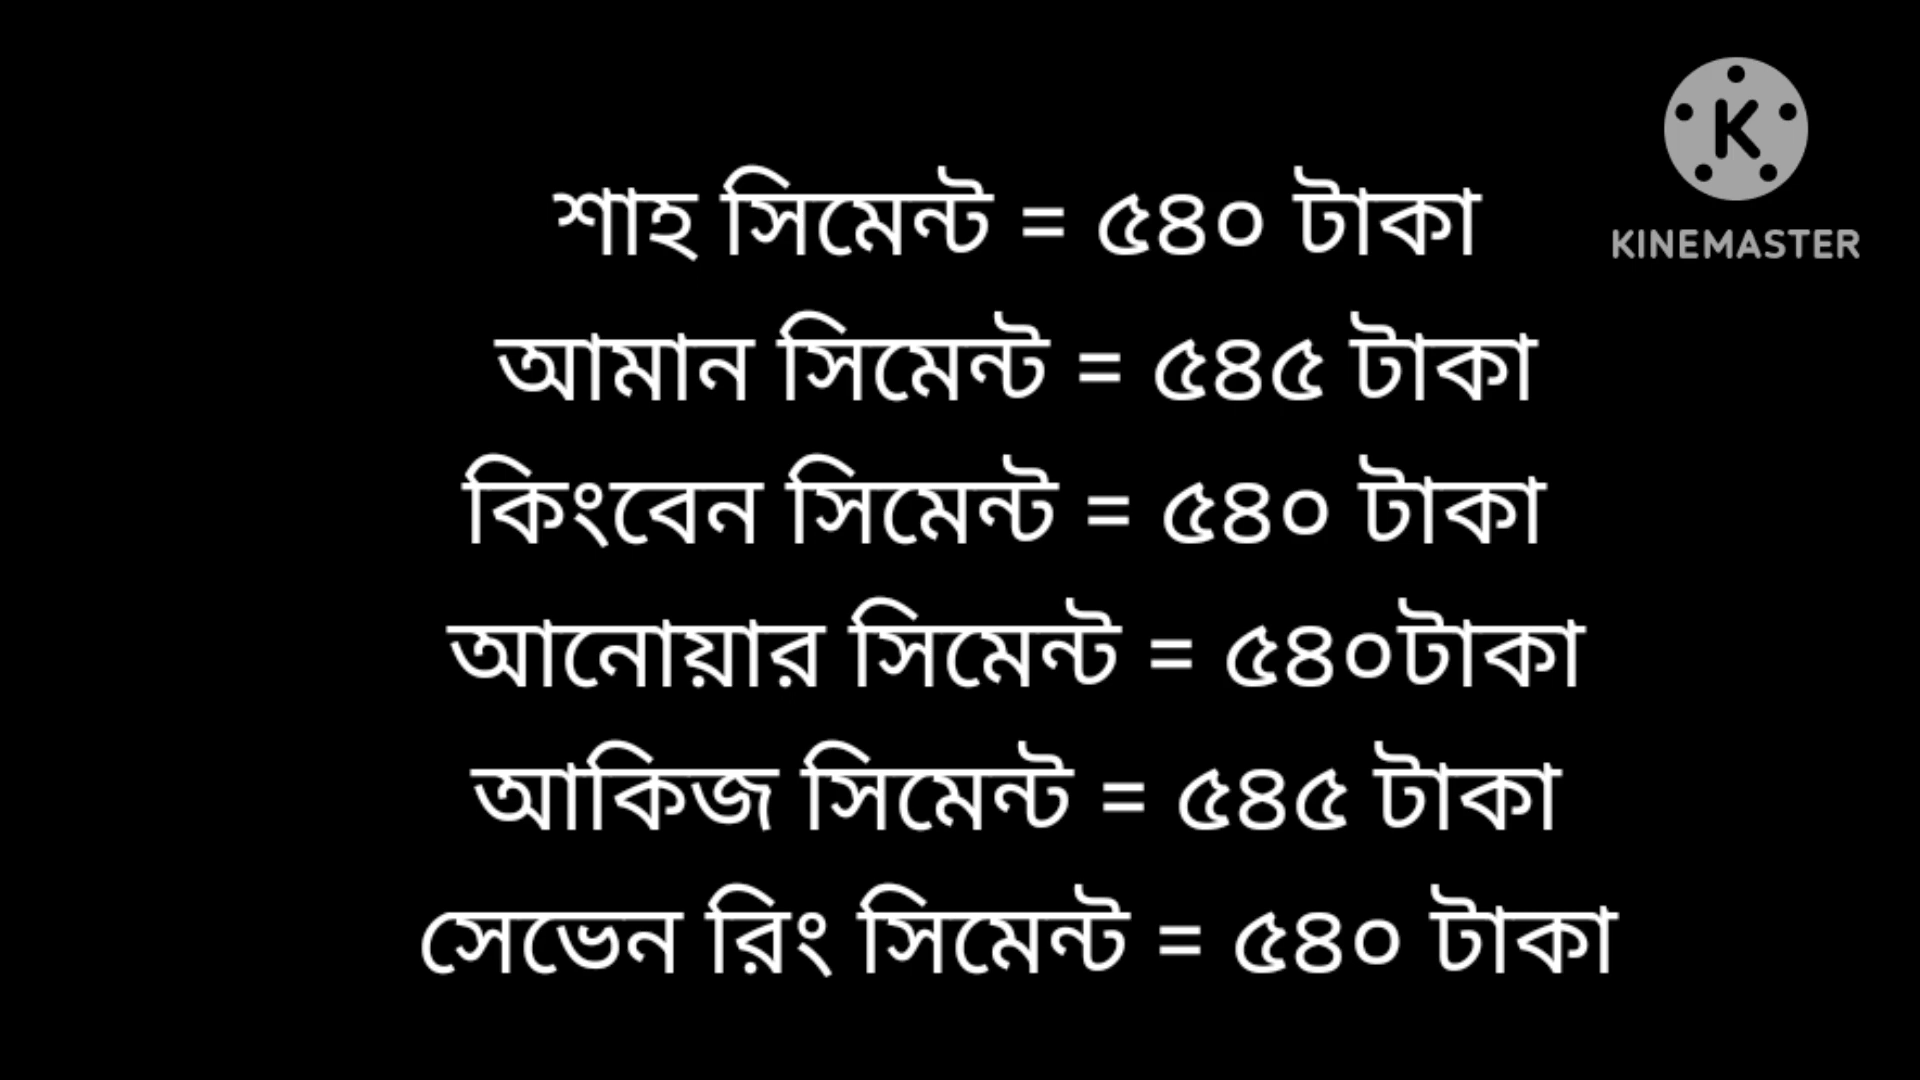 শাহ সিমেন্ট = ৫৪০ টাকা
KINEMASTER
আমান সিমেন্ট = ৫৪৫ টাকা
কিংবেন সিমেন্ট = ৫৪০ টাকা
আনোয়ার সিমেন্ট = ৫৪০টাকা
আকিজ সিমেন্ট = ৫৪৫ টাকা
সেভেন রিং সিমেন্ট = ৫৪০ টাকা